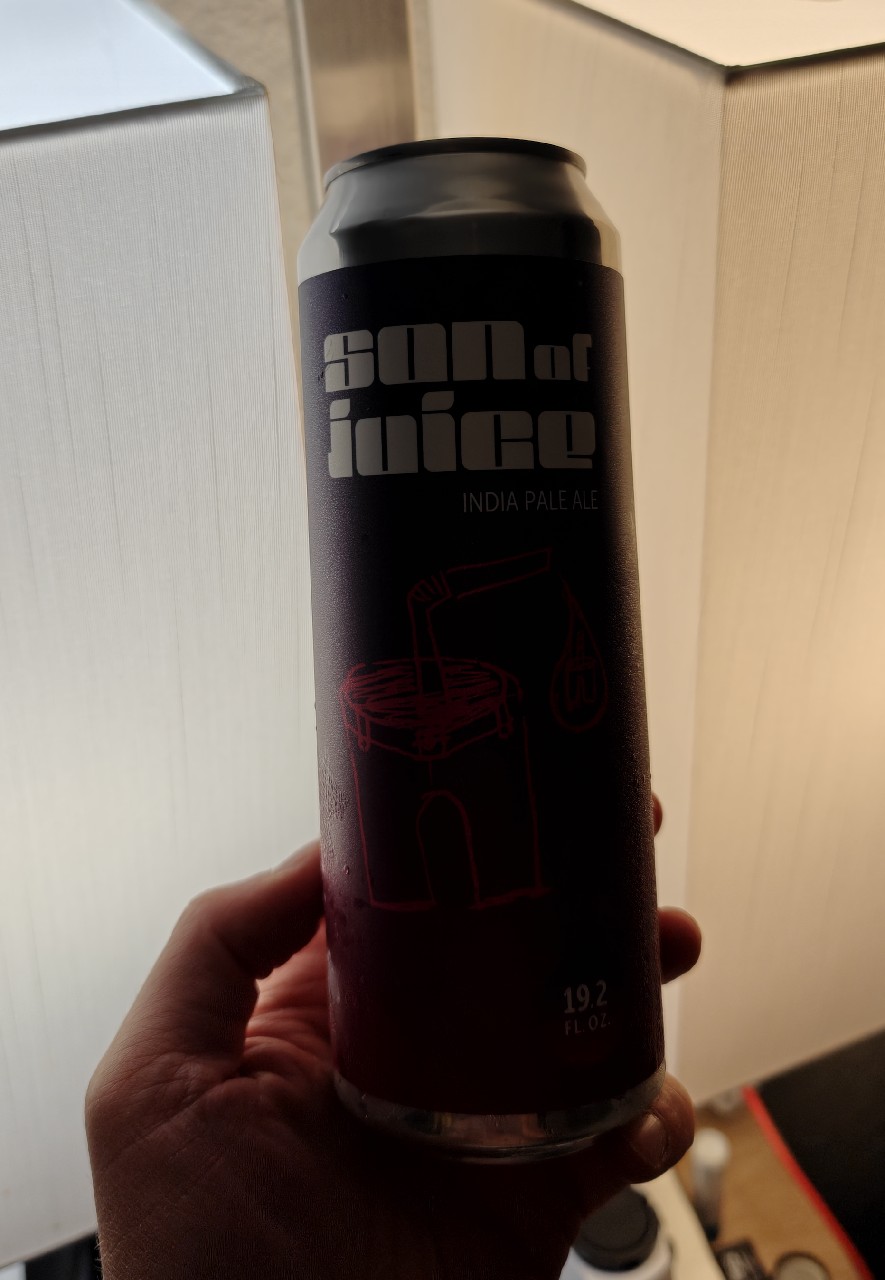 son of
juice
INDIA PALE ALE
19.2
FL. OZ.